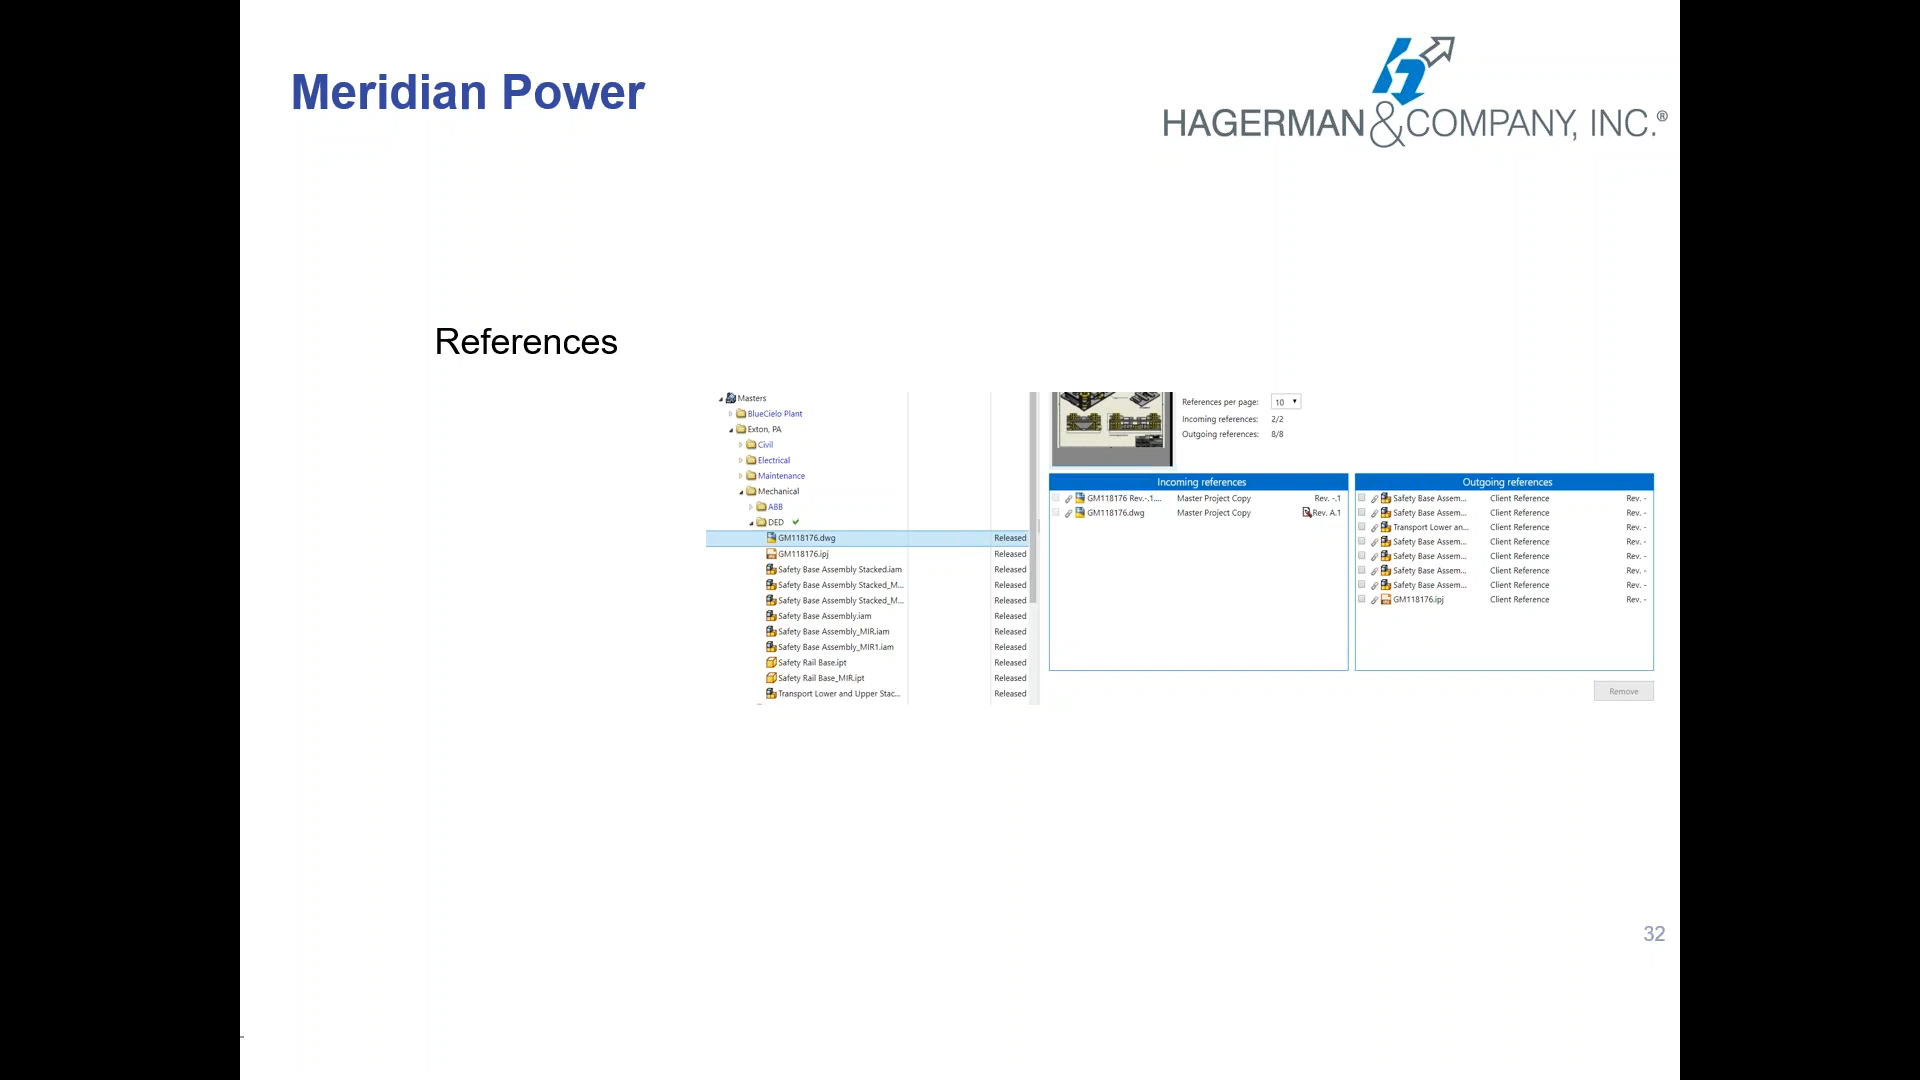 Meridian Power
HAGERMAN & COMPANY, INC.®
References
Masters
BlueCielo Plant
Exton, PA
Civil
Electrical
Maintenance
Mechanical
ABB
DED
GM118176.dwg Released
GM118176.ipj Released
Safety Base Assembly Stacked.iam Released
Safety Base Assembly Stacked_M... Released
Safety Base Assembly Stacked_M... Released
Safety Base Assembly.iam Released
Safety Base Assembly_MIR.iam Released
Safety Base Assembly_MIR1.iam Released
Safety Rail Base.ipt Released
Safety Rail Base_MIR.ipt Released
Transport Lower and Upper Stac... Released
References per page: 10
Incoming references: 2/2
Outgoing references: 8/8
Incoming references
GM118176 Rev.-.1.... Master Project Copy Rev. -.1
GM118176.dwg Master Project Copy Rev. A.1
Outgoing references
Safety Base Assem... Client Reference Rev. -
Safety Base Assem... Client Reference Rev. -
Transport Lower an... Client Reference Rev. -
Safety Base Assem... Client Reference Rev. -
Safety Base Assem... Client Reference Rev. -
Safety Base Assem... Client Reference Rev. -
Safety Base Assem... Client Reference Rev. -
GM118176.ipj Client Reference Rev. -
Remove
32